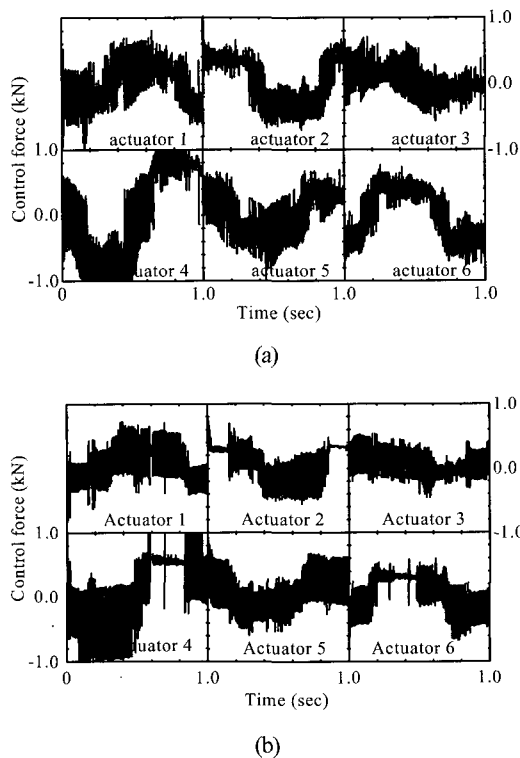 1.0
Control force (kN)
0.0
actuator 1
actuator 2
actuator 3
1.0
-1.0
0.0
uator 4
actuator 5
actuator 6
-1.0
0
1.0
1.0
1.0
Time (sec)
(a)
1.0
Control force (kN)
0.0
Actuator 1
Actuator 2
Actuator 3
1.0
-1.0
0.0
uator 4
Actuator 5
Actuator 6
-1.0
0
1.0
1.0
1.0
Time (sec)
(b)